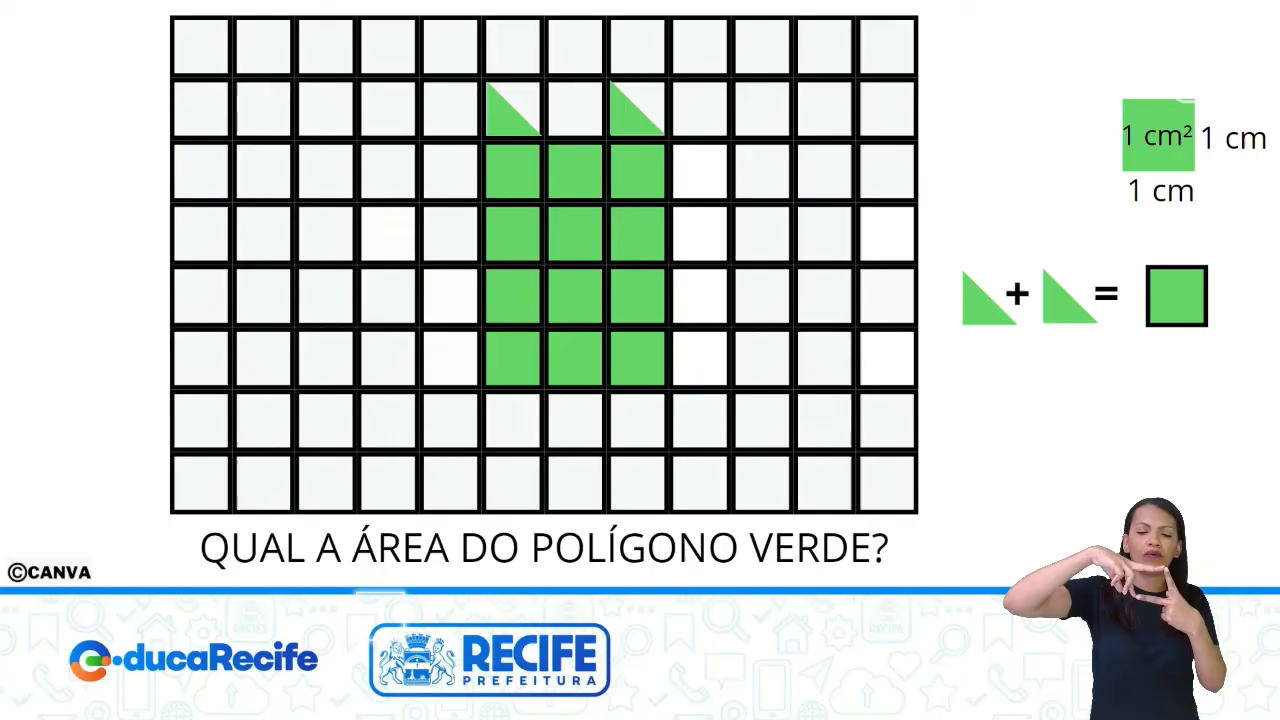 1 cm² 1 cm
1 cm
+ =
QUAL A ÁREA DO POLÍGONO VERDE?
©CANVA
EducaRecife
RECIFE
PREFEITURA